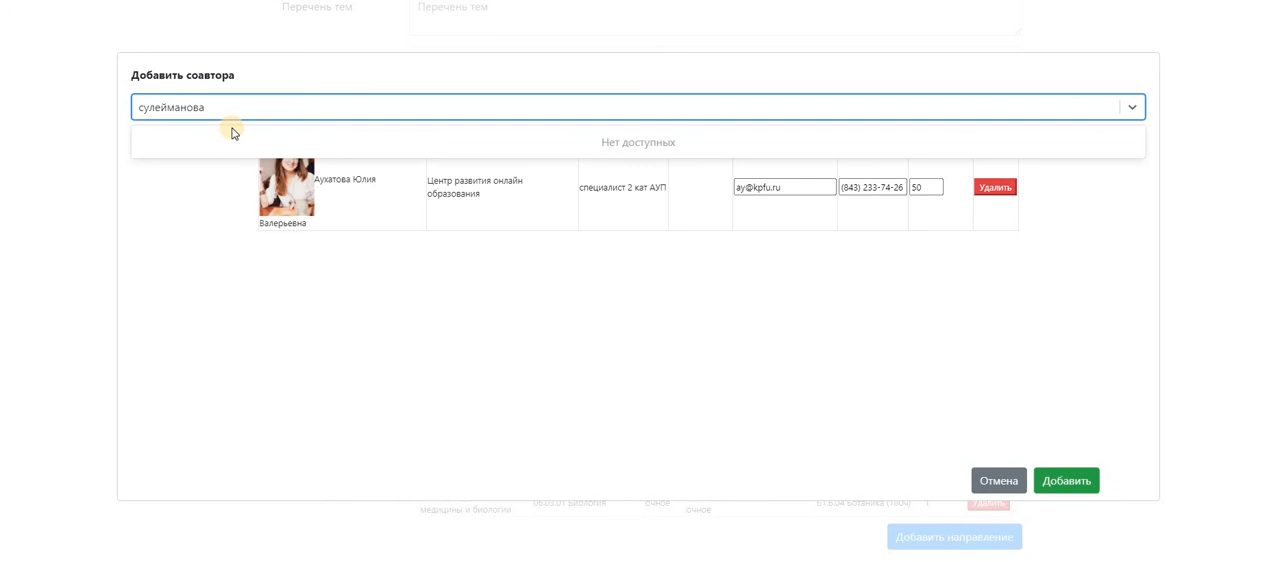 Перечень тем
Перечень тем
Добавить соавтора
сулейманова
Нет доступных
Аухатова Юлия
Валерьевна
Центр развития онлайн
образования
специалист 2 кат АУП
ay@kpfu.ru
(843) 233-74-26
50
Удалить
Отмена
Добавить
медицины и биологии
06.03.01 Биология
очное
очное
Б1.Б.04 Ботаника (180ч)
1
Удалить
Добавить направление